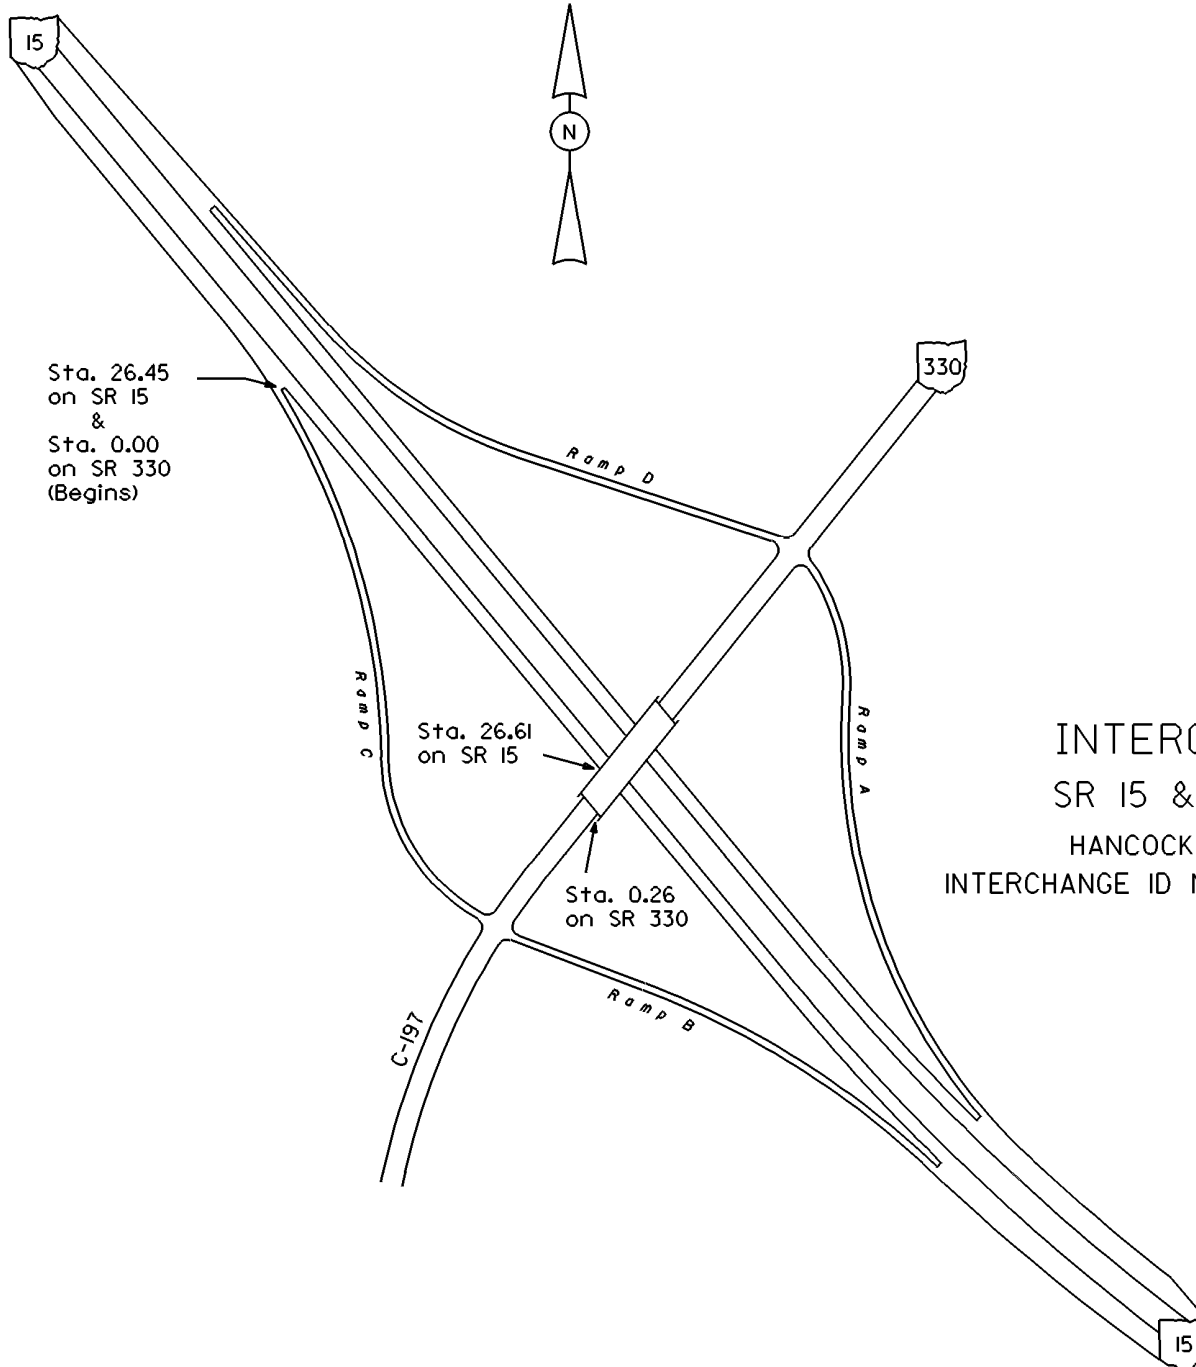 15
N
330
Sta. 26.45
on SR 15
&
Sta. 0.00
on SR 330
(Begins)
Ramp D
Ramp C
Sta. 26.61
on SR 15
Ramp A
INTERC
SR 15 &
HANCOCK
INTERCHANGE ID
Sta. 0.26
on SR 330
Ramp B
C-197
15